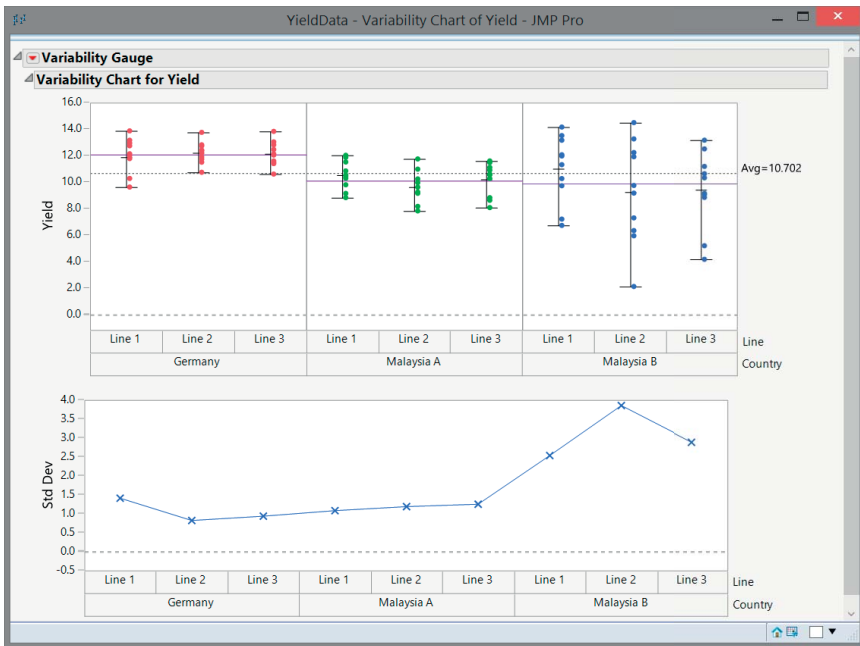 YieldData - Variability Chart of Yield - JMP Pro
Variability Gauge
Variability Chart for Yield
16.0
14.0
12.0
10.0
8.0
6.0
4.0
2.0
0.0
Yield
Avg=10.702
Line 1 Line 2 Line 3 Line 1 Line 2 Line 3 Line 1 Line 2 Line 3 Line
Germany Malaysia A Malaysia B Country
4.0
3.5
3.0
2.5
2.0
1.5
1.0
0.5
0.0
-0.5
Std Dev
Line 1 Line 2 Line 3 Line 1 Line 2 Line 3 Line 1 Line 2 Line 3 Line
Germany Malaysia A Malaysia B Country